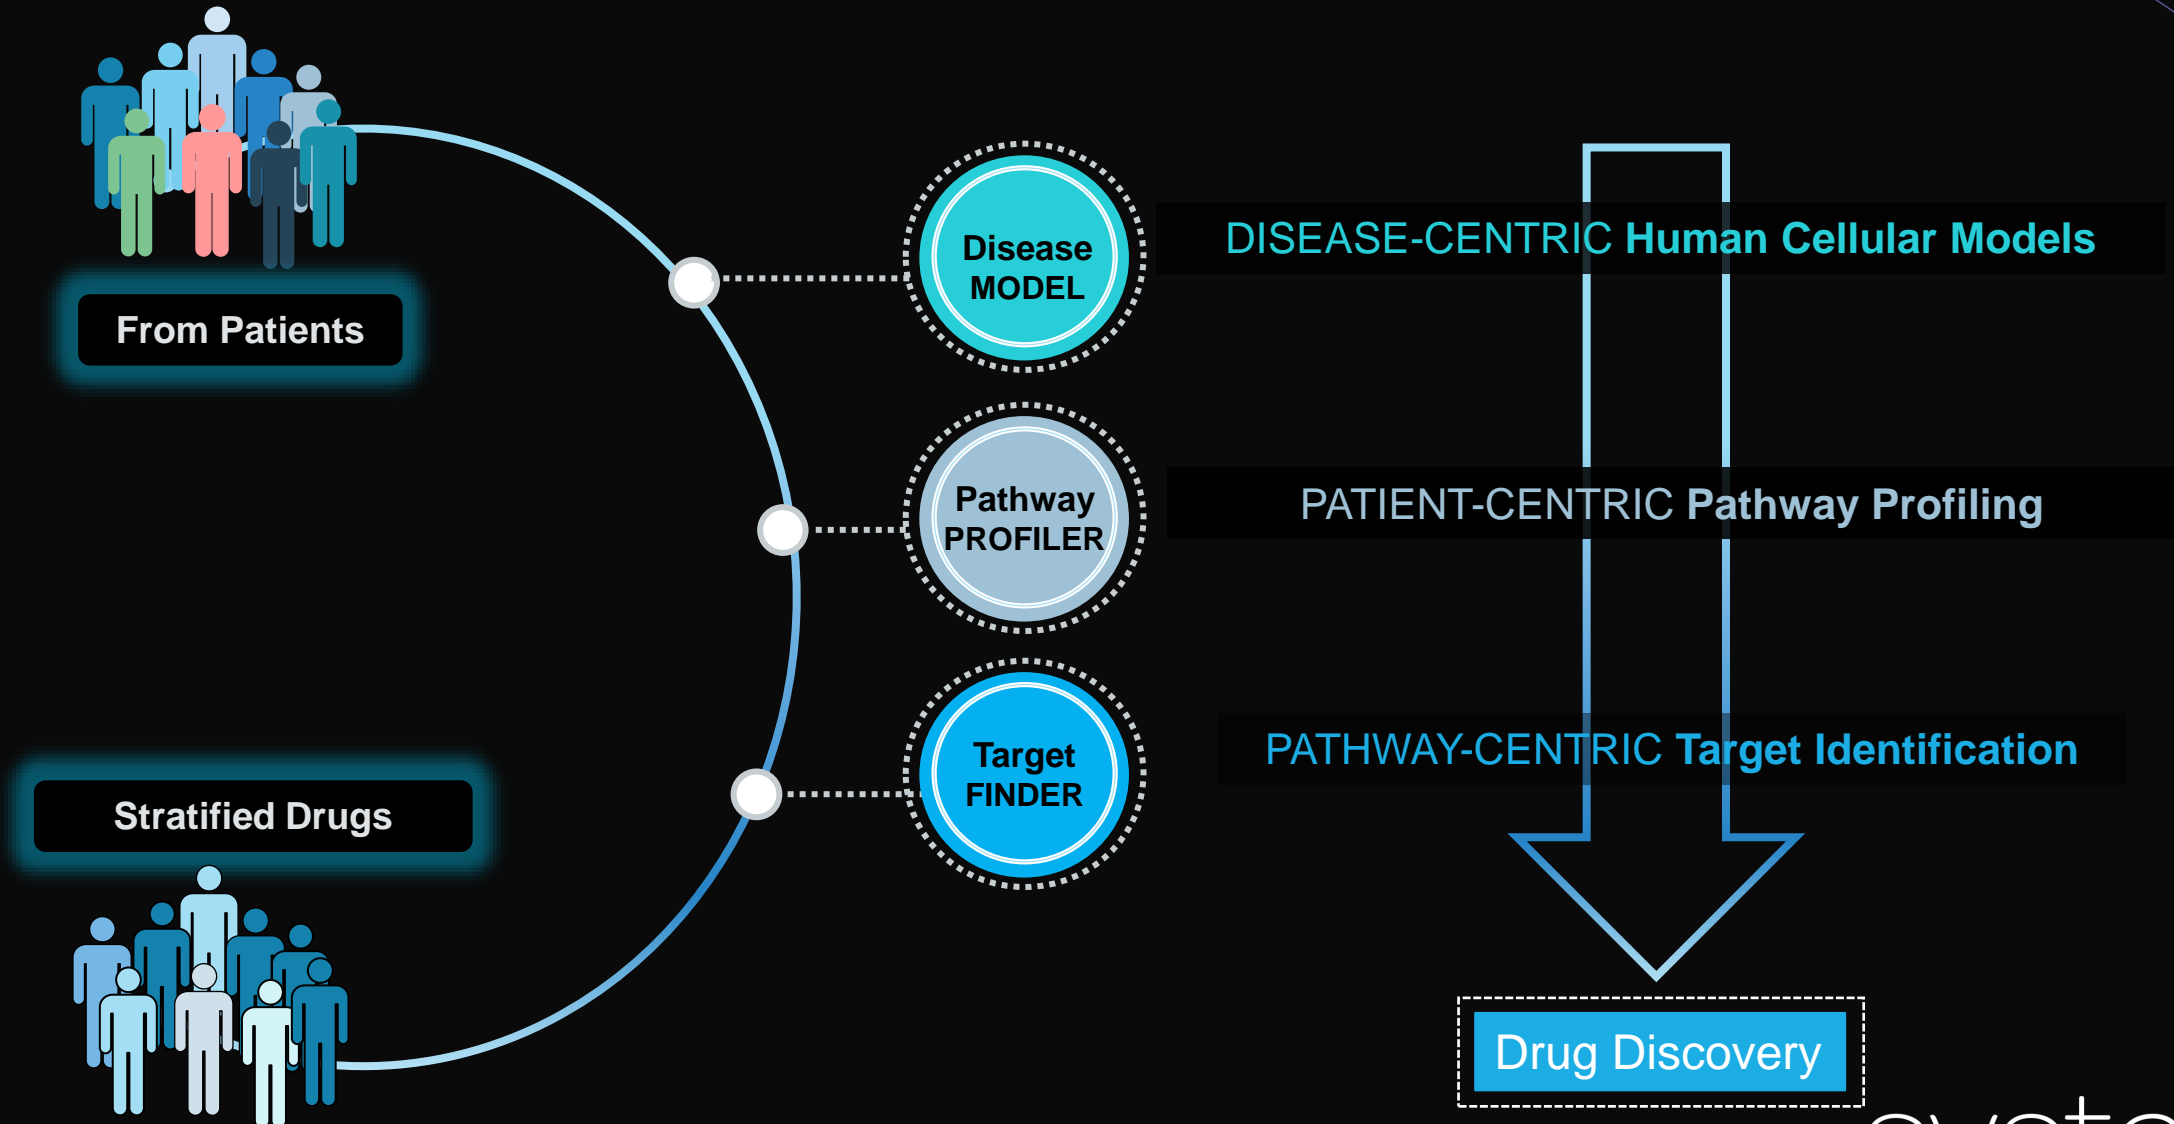 From Patients
Disease
MODEL
DISEASE-CENTRIC Human Cellular Models
Pathway
PROFILER
PATIENT-CENTRIC Pathway Profiling
Target
FINDER
PATHWAY-CENTRIC Target Identification
Stratified Drugs
Drug Discovery